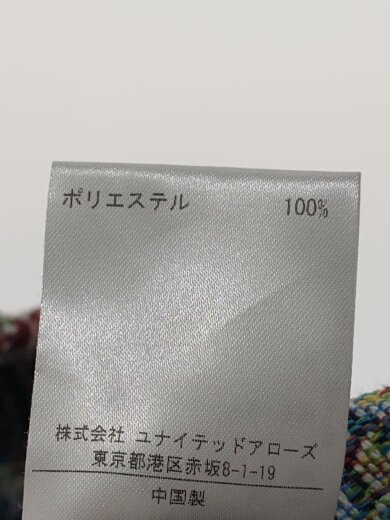 ポリエステル 100%
株式会社 ユナイテッドアローズ
東京都港区赤坂8-1-19
中国製